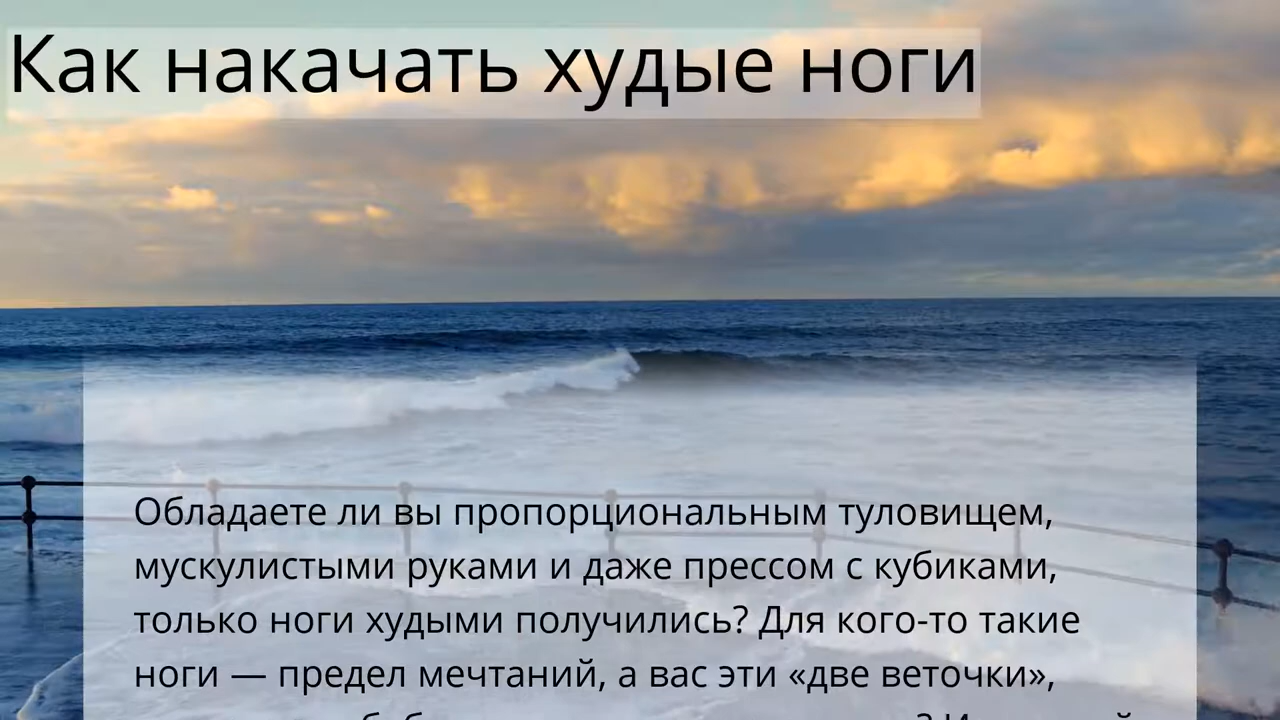 Как накачать худые ноги
Обладаете ли вы пропорциональным туловищем,
мускулистыми руками и даже прессом с кубиками,
только ноги худыми получились? Для кого-то такие
ноги — предел мечтаний, а вас эти «две веточки»,